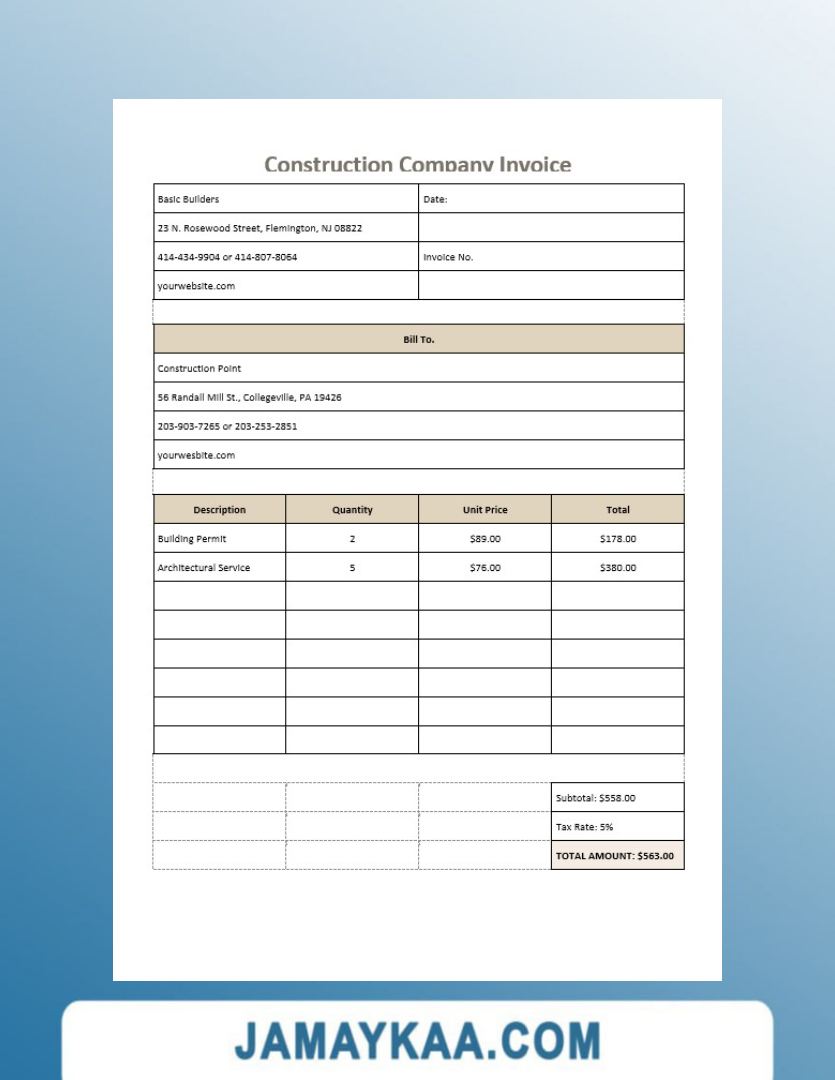 Construction Company Invoice
Basic Builders
Date:
23 N. Rosewood Street, Flemington, NJ 08822
414-434-9904 or 414-807-8064
Invoice No.
yourwebsite.com
Bill To.
Construction Point
56 Randall Mill St., Collegeville, PA 19426
203-903-7265 or 203-253-2851
yourwesbite.com
Description Quantity Unit Price Total
Building Permit 2 $89.00 $178.00
Architectural Service 5 $76.00 $380.00
Subtotal: $558.00
Tax Rate: 5%
TOTAL AMOUNT: $563.00
JAMAYKAA.COM